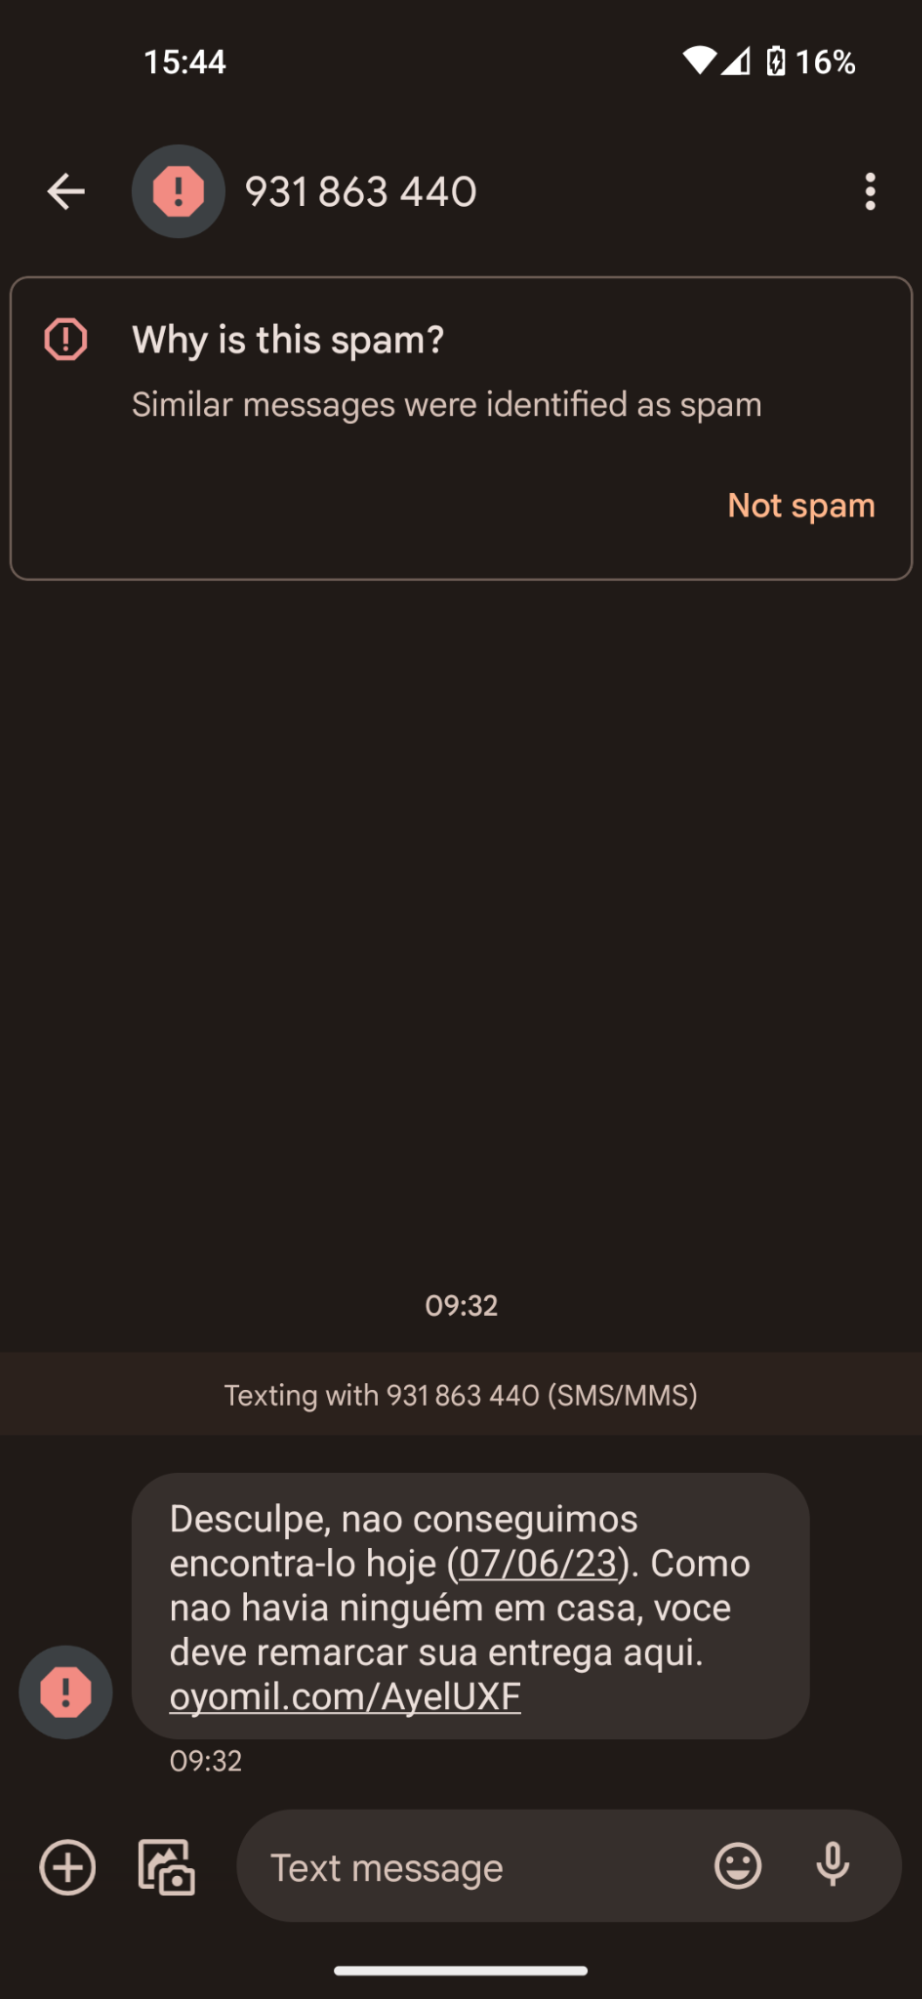 15:44
16%
931 863 440
Why is this spam?
Similar messages were identified as spam
Not spam
09:32
Texting with 931 863 440 (SMS/MMS)
Desculpe, nao conseguimos
encontra-lo hoje (07/06/23). Como
nao havia ninguém em casa, voce
deve remarcar sua entrega aqui.
oyomil.com/AyelUXF
09:32
Text message